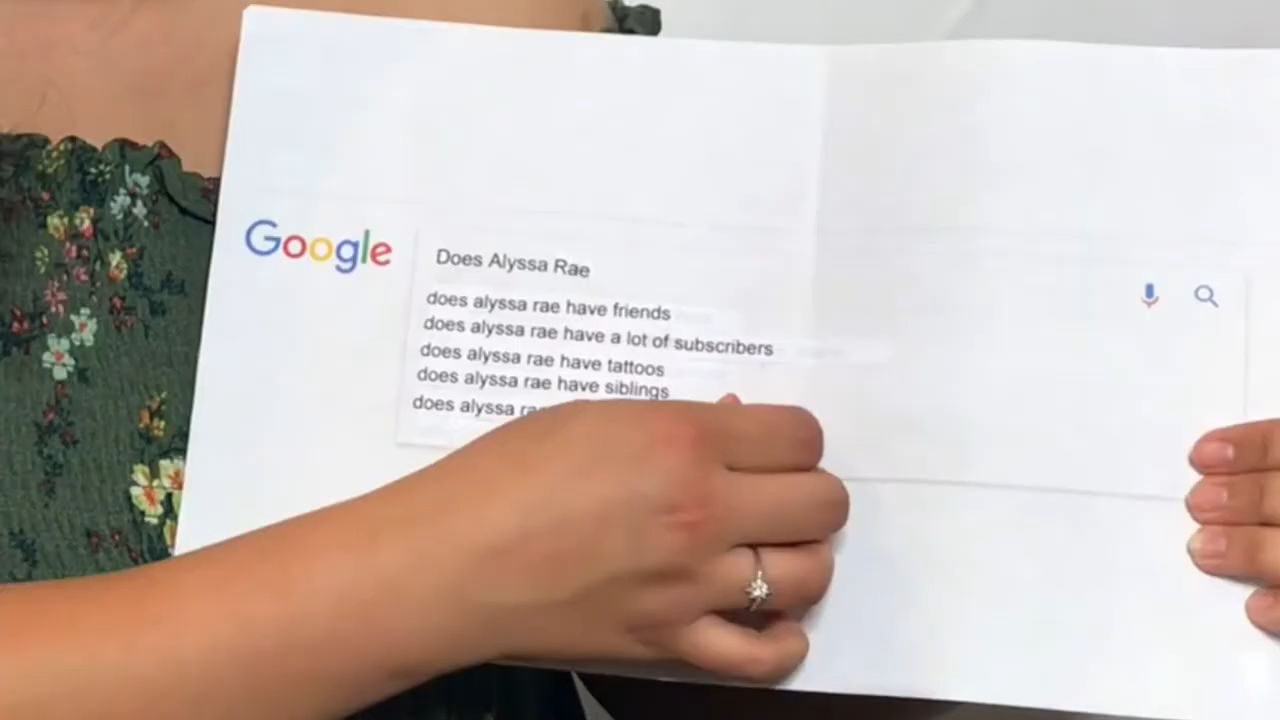 Google
Does Alyssa Rae
does alyssa rae have friends
does alyssa rae have a lot of subscribers
does alyssa rae have tattoos
does alyssa rae have siblings
does alyssa